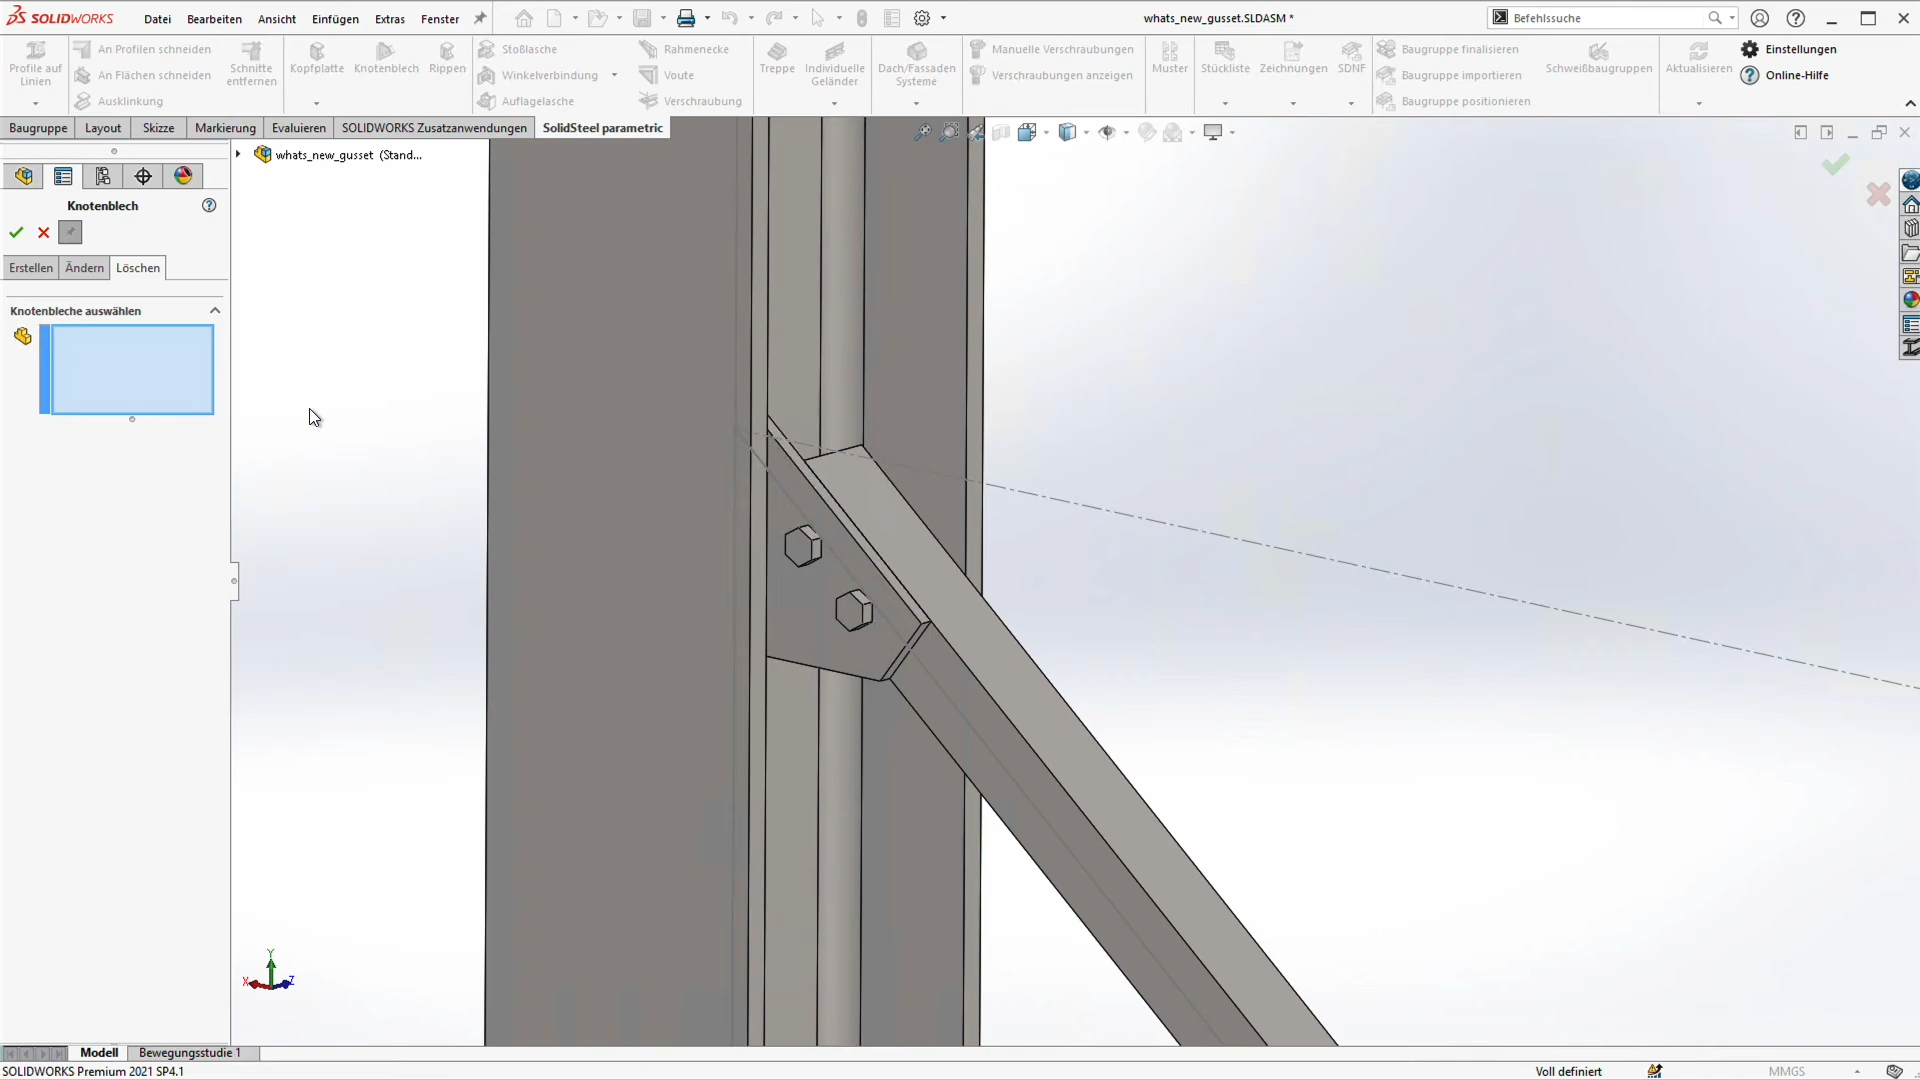 SOLIDWORKS Datei Bearbeiten Ansicht Einfügen Extras Fenster whats_new_gusset.SLDASM * Befehlssuche
Profile auf Linien
An Profilen schneiden
An Flächen schneiden
Ausklinkung
Schnitte entfernen
Kopfplatte
Knotenblech
Rippen
Stoßlasche
Winkelverbindung
Auflagelasche
Rahmenecke
Voute
Verschraubung
Treppe
Individuelle Geländer
Dach/Fassaden Systeme
Manuelle Verschraubungen
Verschraubungen anzeigen
Muster
Stückliste
Zeichnungen
SDNF
Baugruppe finalisieren
Baugruppe importieren
Baugruppe positionieren
Schweißbaugruppen
Aktualisieren
Einstellungen
Online-Hilfe
Baugruppe Layout Skizze Markierung Evaluieren SOLIDWORKS Zusatzanwendungen SolidSteel parametric
whats_new_gusset (Stand...
Knotenblech
Erstellen Ändern Löschen
Knotenbleche auswählen
Y
X Z
Modell Bewegungsstudie 1
SOLIDWORKS Premium 2021 SP4.1 Voll definiert MMGS